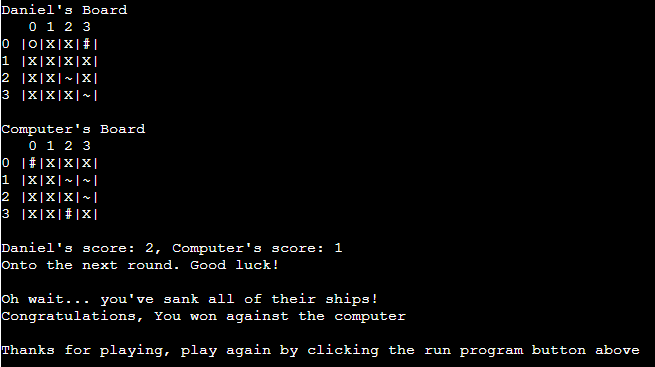 Daniel's Board
   0 1 2 3
0 |O|X|X|#|
1 |X|X|X|X|
2 |X|X|~|X|
3 |X|X|X|~|

Computer's Board
   0 1 2 3
0 |#|X|X|X|
1 |X|X|~|~|
2 |X|X|X|~|
3 |X|X|#|X|

Daniel's score: 2, Computer's score: 1
Onto the next round. Good luck!

Oh wait... you've sank all of their ships!
Congratulations, You won against the computer

Thanks for playing, play again by clicking the run program button above